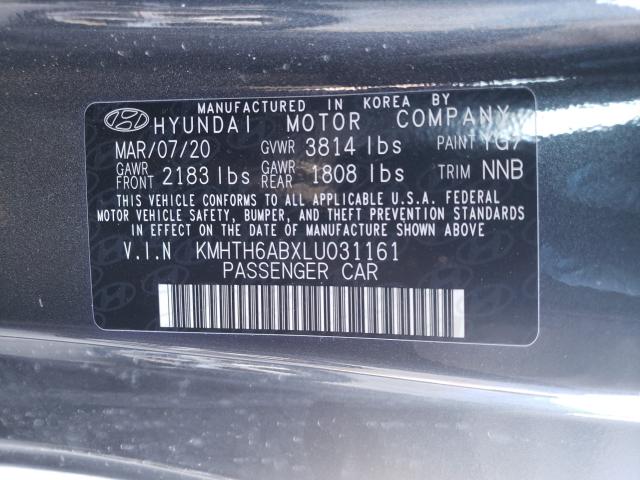 MANUFACTURED IN KOREA BY
HYUNDAI MOTOR COMPANY
MAR/07/20 GVWR 3814 lbs PAINT YG7
GAWR FRONT 2183 lbs GAWR REAR 1808 lbs TRIM NNB
THIS VEHICLE CONFORMS TO ALL APPLICABLE U.S.A. FEDERAL
MOTOR VEHICLE SAFETY, BUMPER, AND THEFT PREVENTION STANDARDS
IN EFFECT ON THE DATE OF MANUFACTURE SHOWN ABOVE.
V.I.N KMHTH6ABXLU031161
PASSENGER CAR